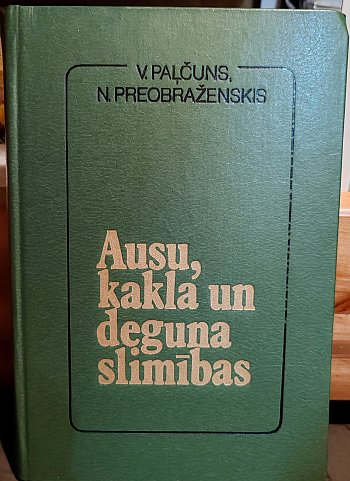 V. PAĻČUNS,
N. PREOBRAŽENSKIS
Ausu,
kakla un
deguna
slimības